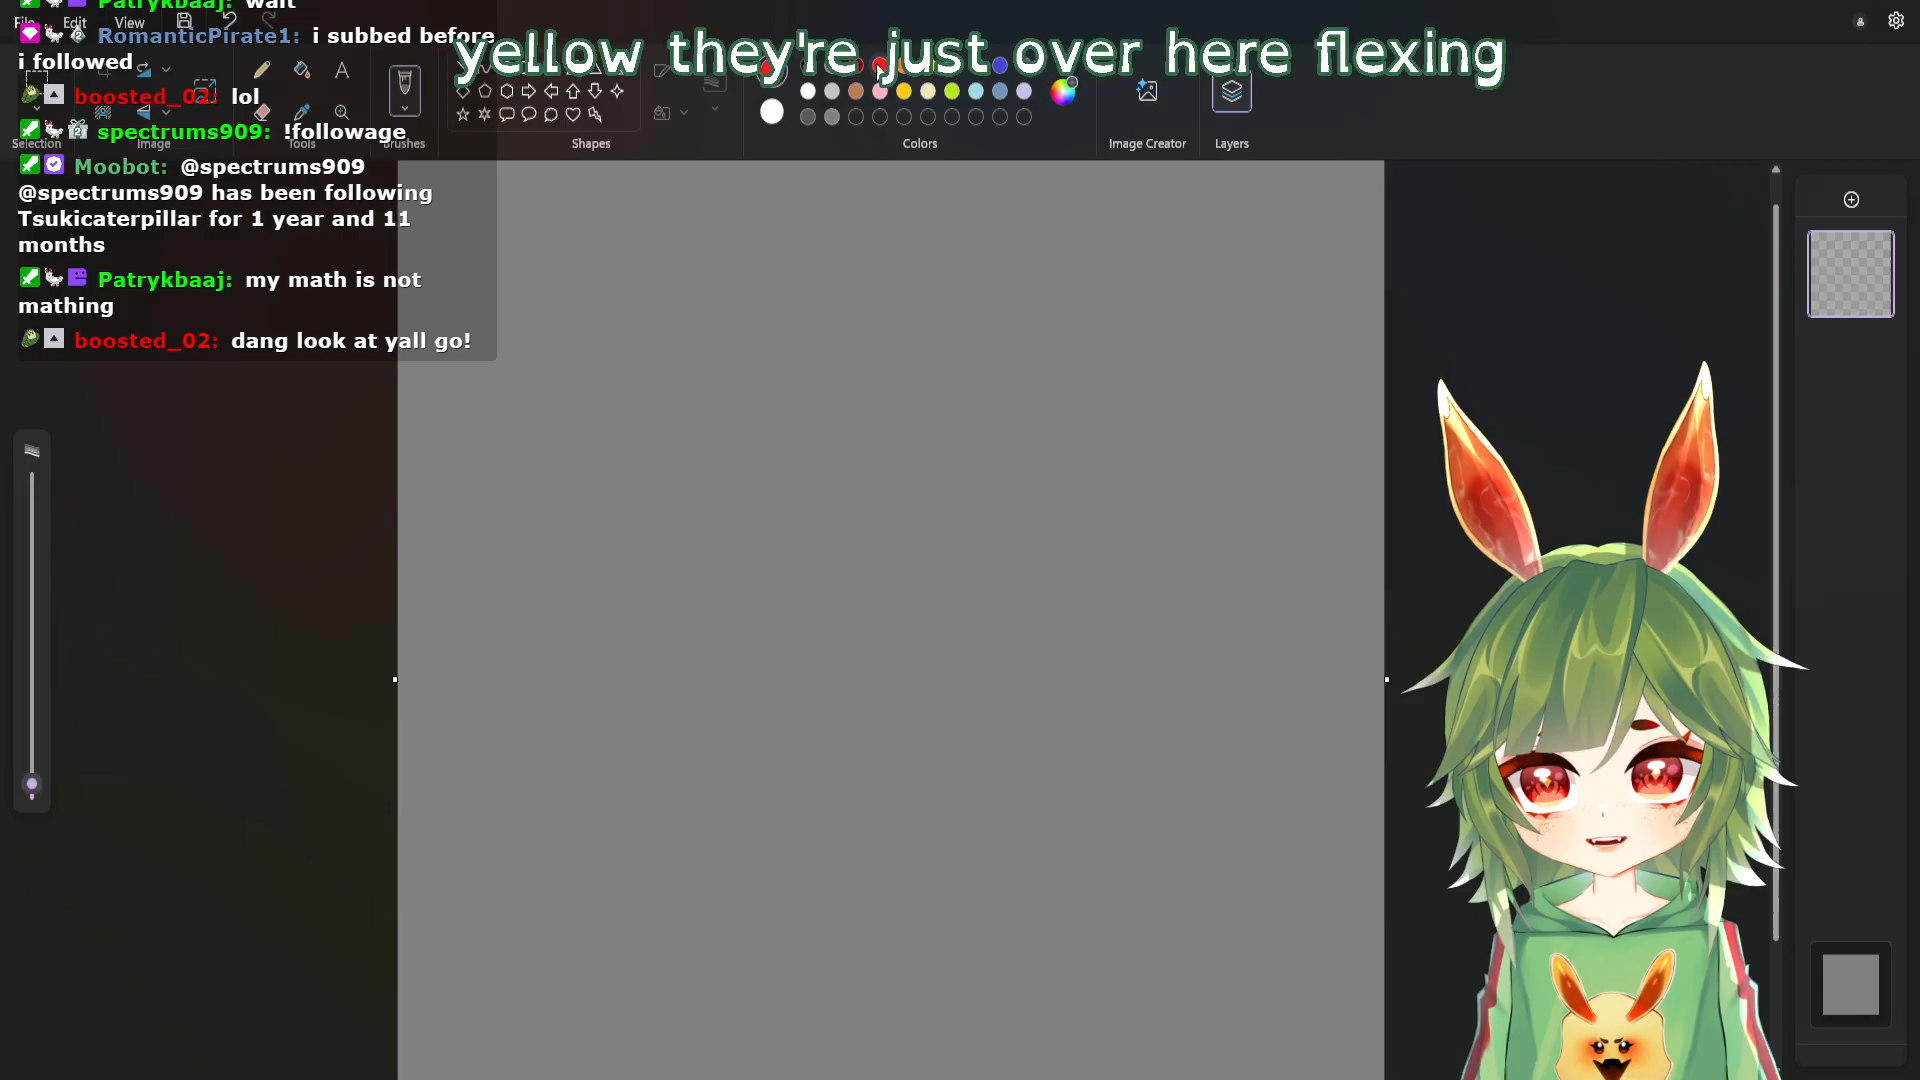 Patrykbaaj: wait
File
Edit
View
yellow they're just over here flexing
RomanticPirate1: i subbed before
i followed
boosted_02: lol
spectrums909: !followage
Moobot: @spectrums909
@spectrums909 has been following
Tsukicaterpillar for 1 year and 11
months
Patrykbaaj: my math is not
mathing
boosted_02: dang look at yall go!
Selection
Image
Tools
Brushes
Shapes
Colors
Image Creator
Layers